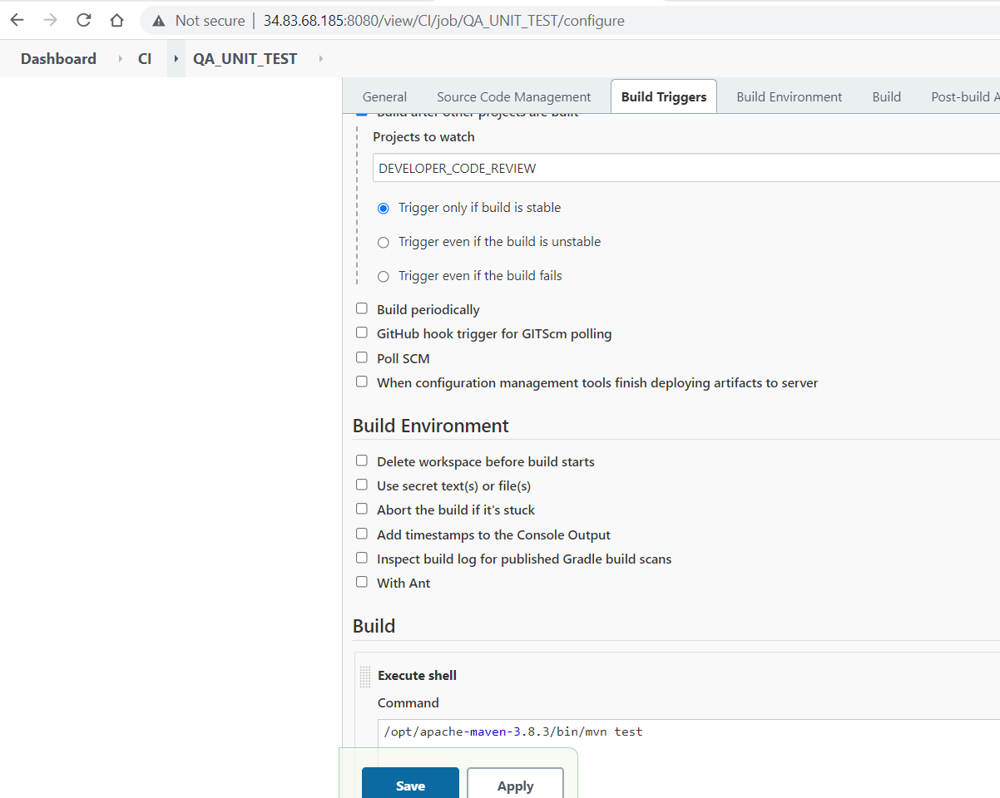 Not secure | 34.83.68.185:8080/view/CI/job/QA_UNIT_TEST/configure
Dashboard CI QA_UNIT_TEST
General Source Code Management Build Triggers Build Environment Build Post-build A
Build after other projects are built
Projects to watch
DEVELOPER_CODE_REVIEW
Trigger only if build is stable
Trigger even if the build is unstable
Trigger even if the build fails
Build periodically
GitHub hook trigger for GITScm polling
Poll SCM
When configuration management tools finish deploying artifacts to server
Build Environment
Delete workspace before build starts
Use secret text(s) or file(s)
Abort the build if it's stuck
Add timestamps to the Console Output
Inspect build log for published Gradle build scans
With Ant
Build
Execute shell
Command
/opt/apache-maven-3.8.3/bin/mvn test
Save Apply